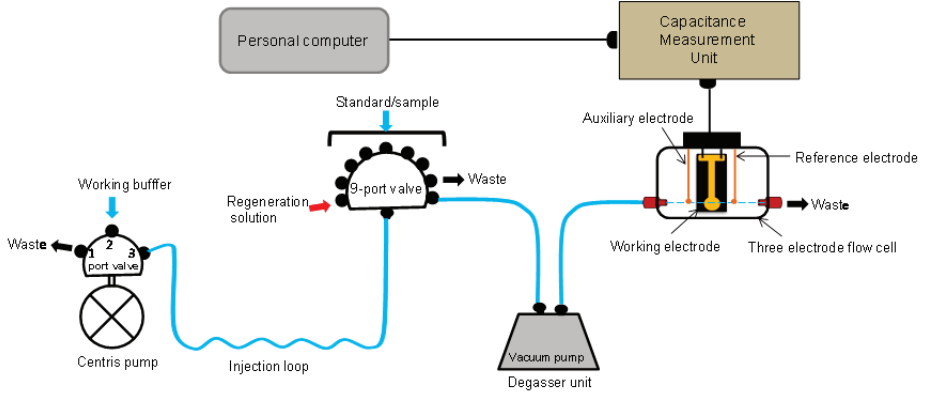 Personal computer
Capacitance
Measurement
Unit
Standard/sample
Auxiliary electrode
Reference electrode
9-port valve
Waste
Working bufffer
Regeneration
solution
Waste
Waste
1 2 3
port valve
Working electrode
Three electrode flow cell
Centris pump
Injection loop
Vacuum pump
Degasser unit